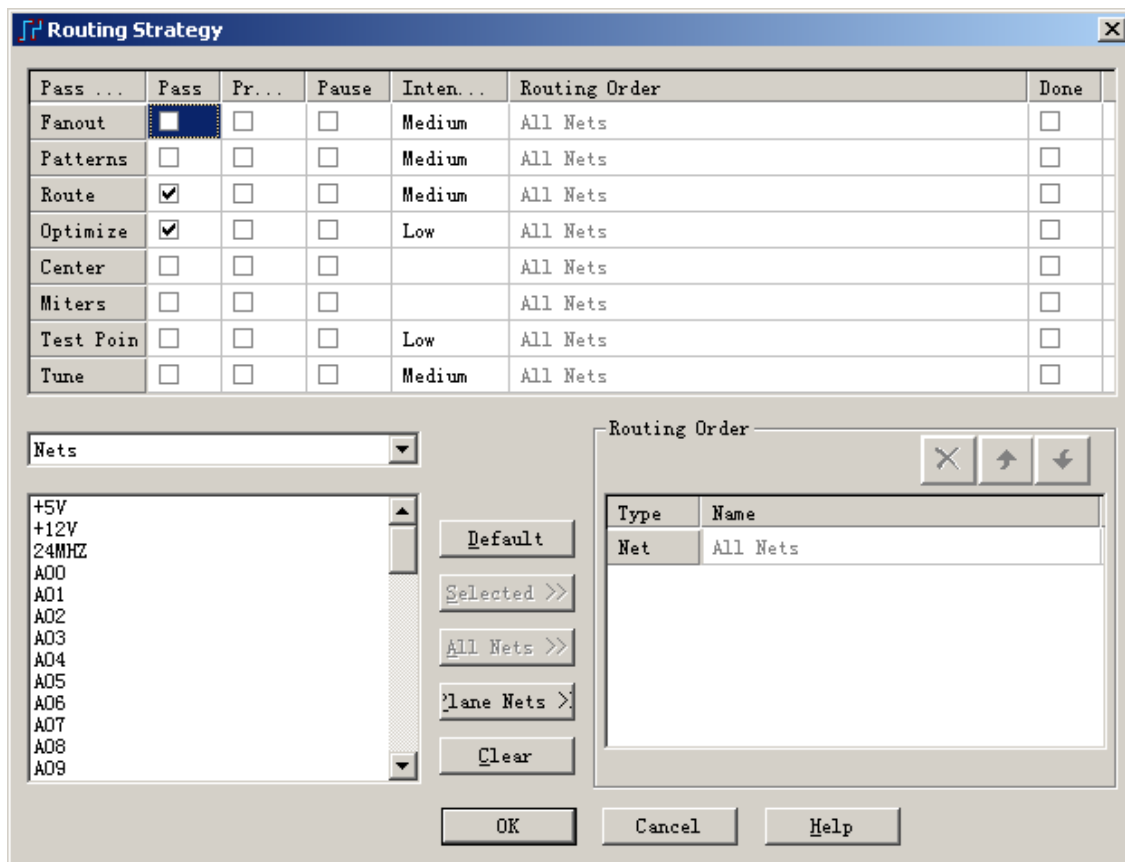 Routing Strategy
Pass ... Pass Pr... Pause Inten... Routing Order Done
Fanout Medium All Nets
Patterns Medium All Nets
Route Medium All Nets
Optimize Low All Nets
Center All Nets
Miters All Nets
Test Poin Low All Nets
Tune Medium All Nets
Nets
+5V
+12V
24MHZ
A00
A01
A02
A03
A04
A05
A06
A07
A08
A09
Default
Selected >>
All Nets >>
Plane Nets >
Clear
Routing Order
Type Name
Net All Nets
OK Cancel Help